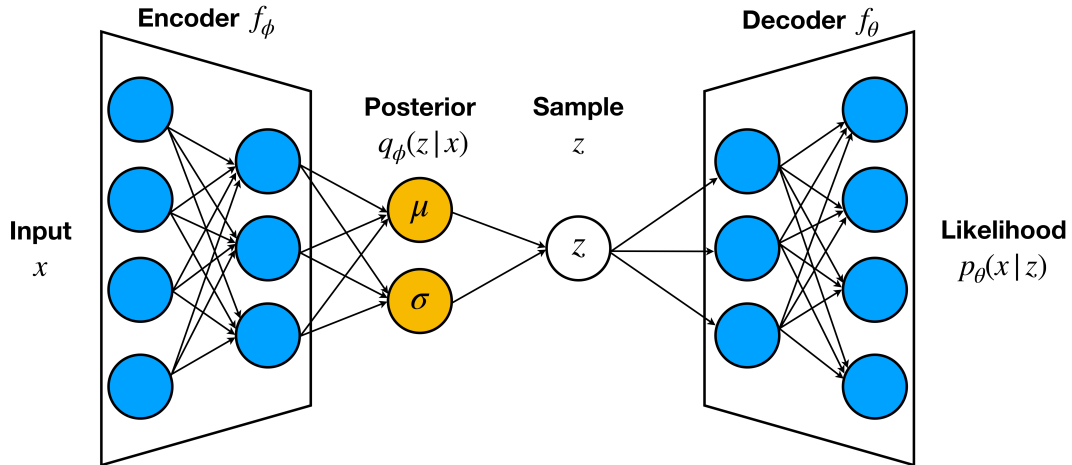 Encoder f_ϕ
Decoder f_θ
Posterior
q_ϕ(z | x)
Sample
z
Input
x
μ
σ
z
Likelihood
p_θ(x | z)